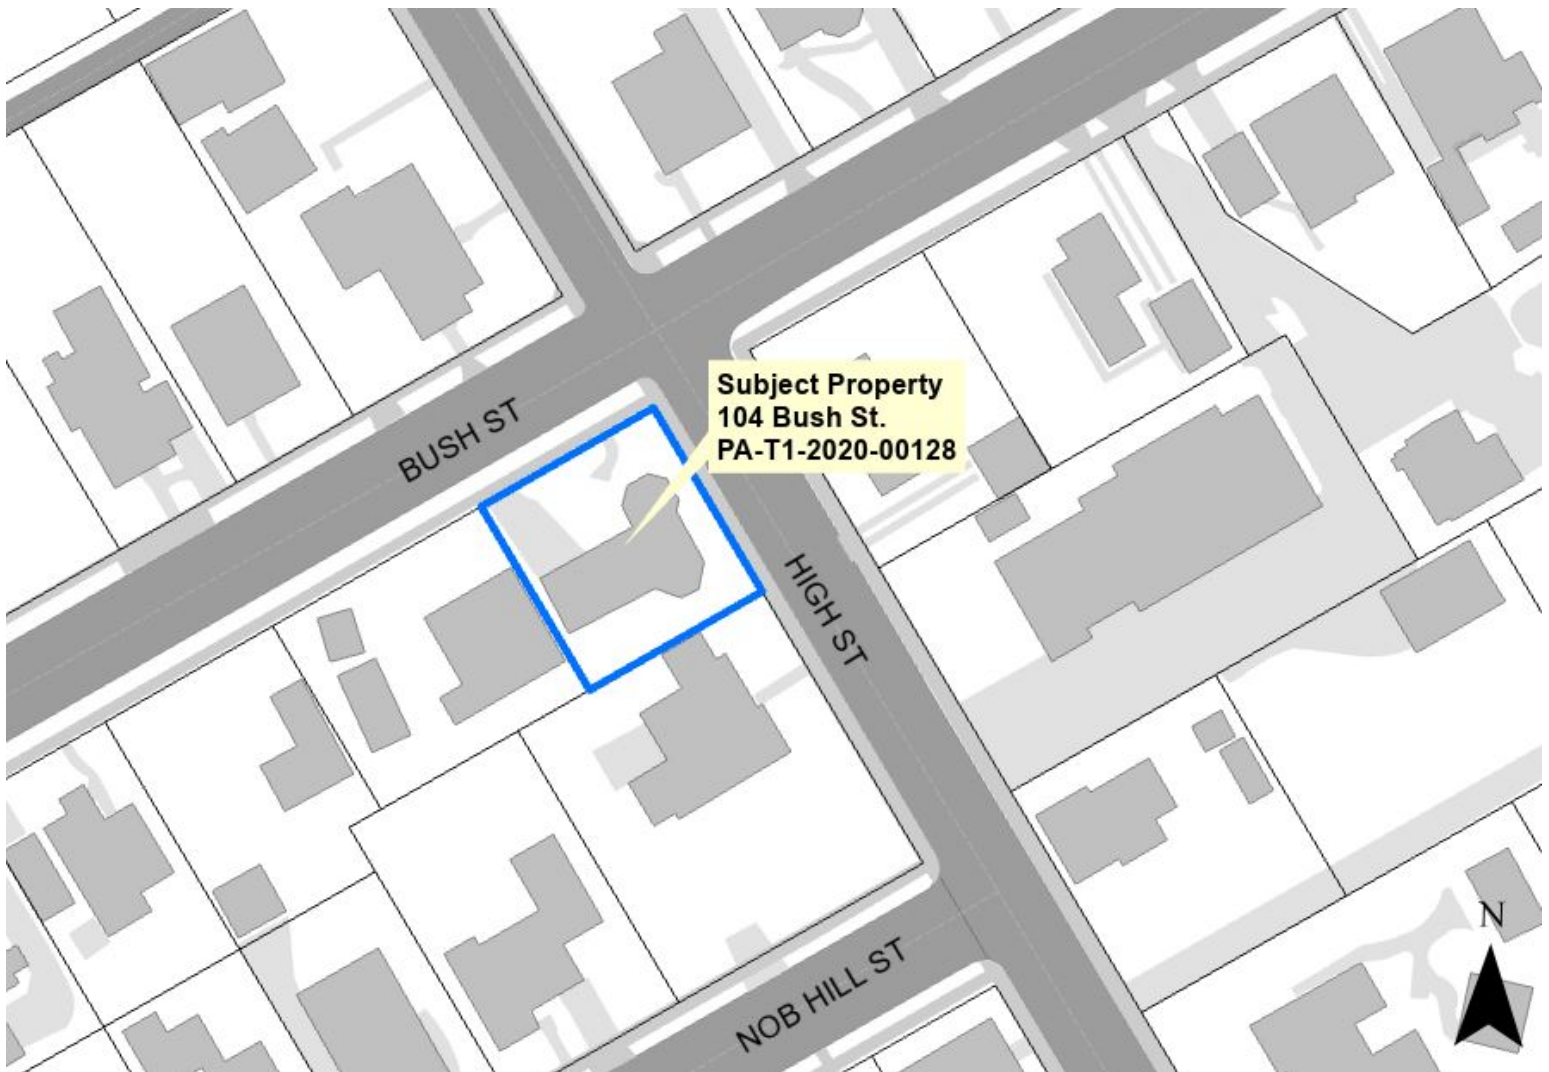 Subject Property
104 Bush St.
PA-T1-2020-00128
BUSH ST
HIGH ST
NOB HILL ST
N